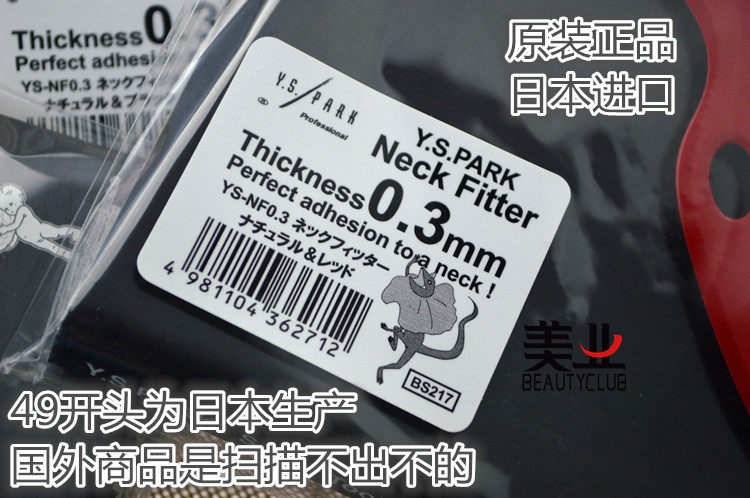 Thickness0
Perfect adhesion
YS-NF0.3 ネックフィ
ナチュラル&ブ
原装正品
日本进口
Y.S./PARK
®
Professional
Y.S.PARK
Neck Fitter
Thickness0.3mm
Perfect adhesion to a neck!
YS-NF0.3 ネックフィッター
ナチュラル&レッド
4 981104 362712
BS217
美业
BEAUTYCLUB
49开头为日本生产
国外商品是扫描不出不的